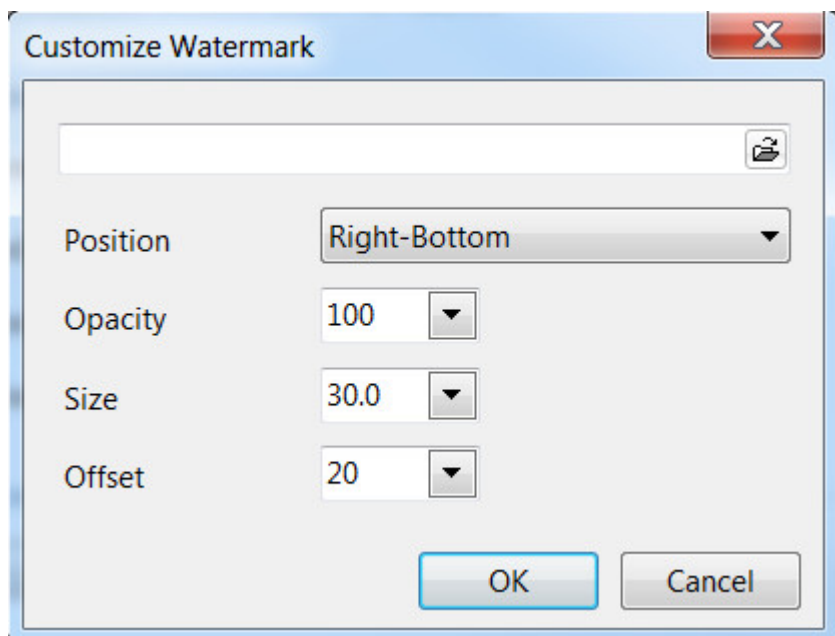 Customize Watermark
Position Right-Bottom
Opacity 100
Size 30.0
Offset 20
OK Cancel